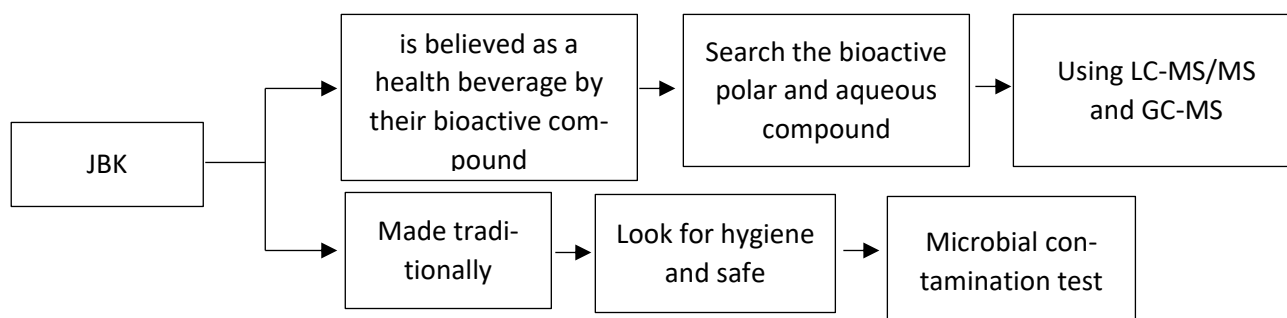 JBK
is believed as a
health beverage by
their bioactive com-
pound
Search the bioactive
polar and aqueous
compound
Using LC-MS/MS
and GC-MS
Made tradi-
tionally
Look for hygiene
and safe
Microbial con-
tamination test